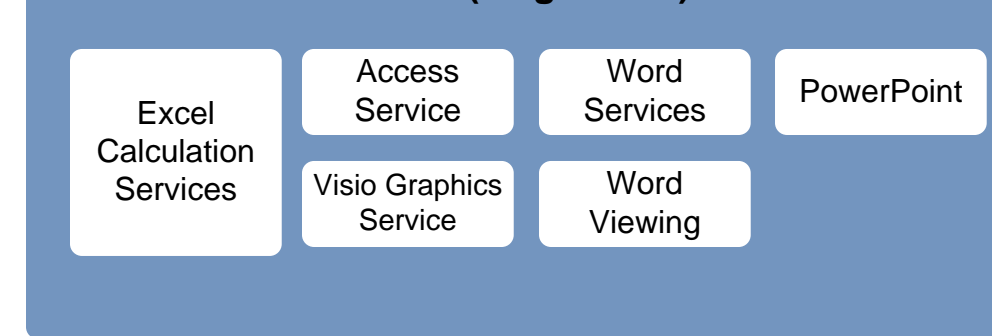 Excel
Calculation
Services
Access
Service
Word
Services
PowerPoint
Visio Graphics
Service
Word
Viewing